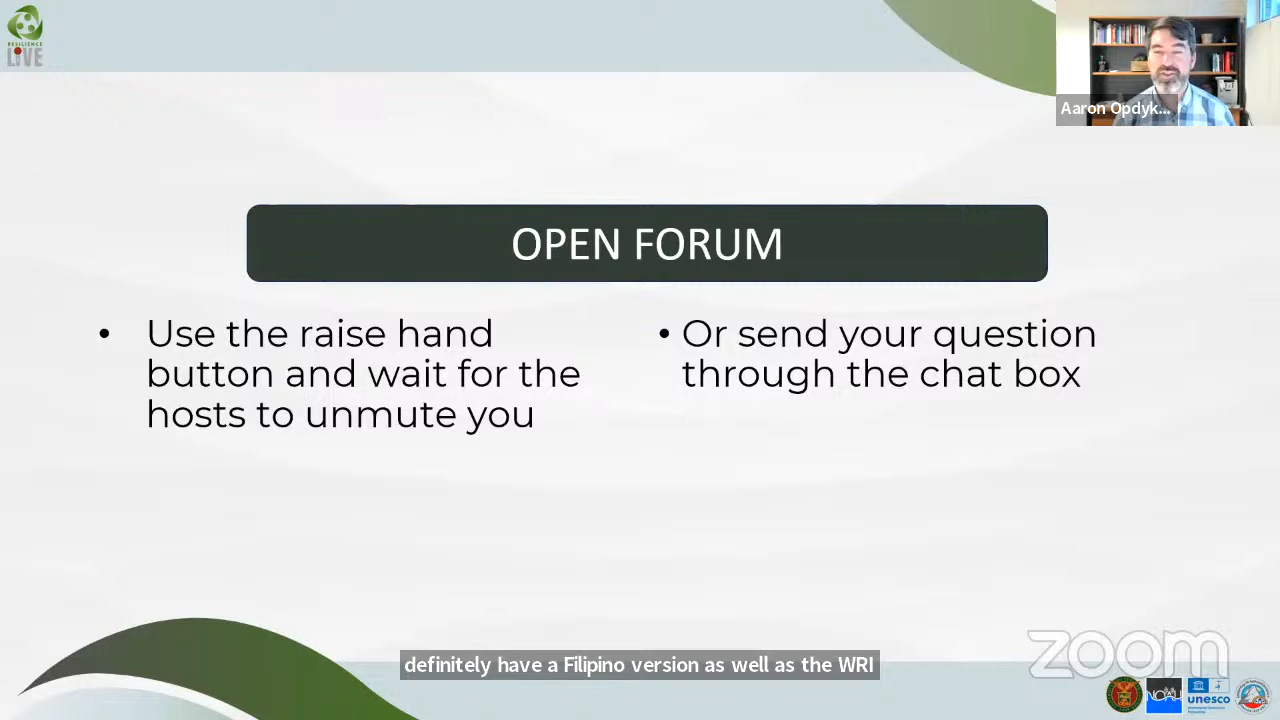 RESILIENCE
LIVE
Aaron Opdyk...
OPEN FORUM
• Use the raise hand
button and wait for the
hosts to unmute you
• Or send your question
through the chat box
definitely have a Filipino version as well as the WRI
zoom
NOAH
unesco